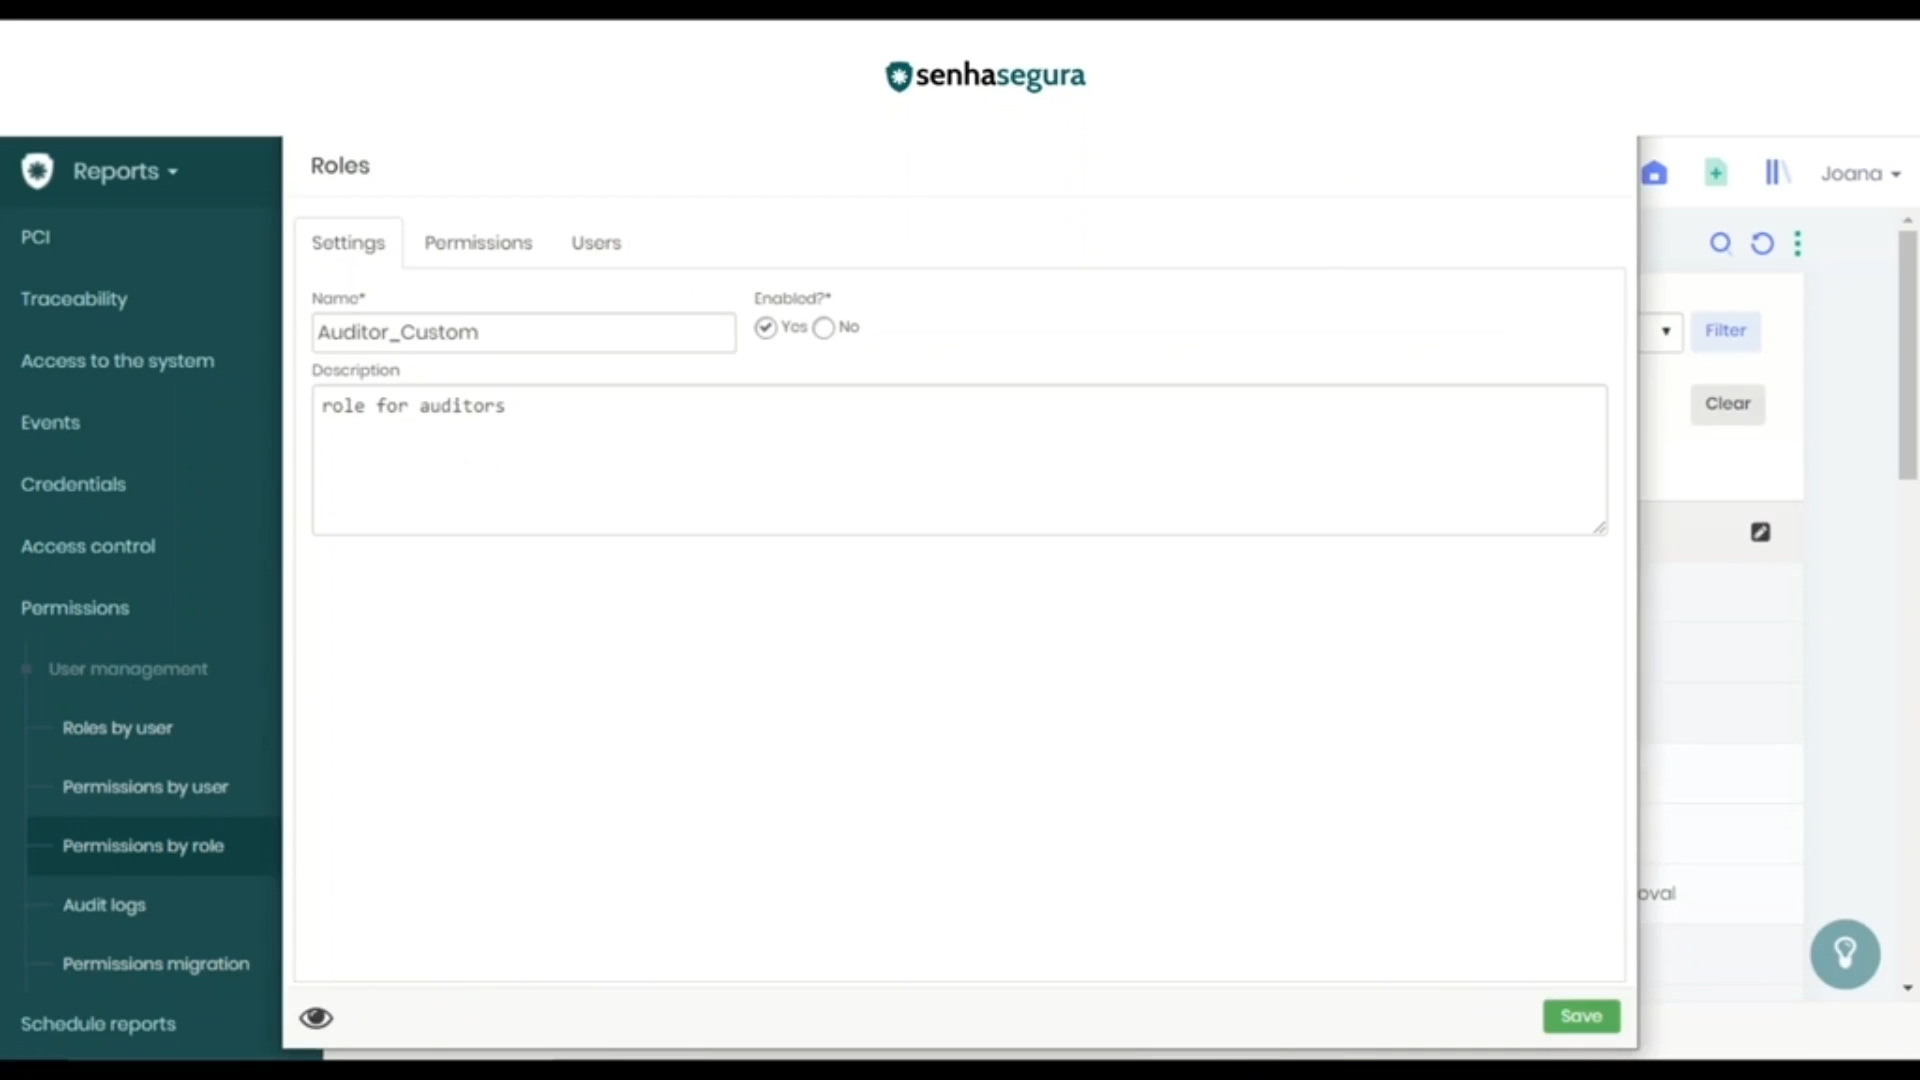 senhasegura
Reports
Roles
Joana
PCI
Traceability
Access to the system
Events
Credentials
Access control
Permissions
User management
Roles by user
Permissions by user
Permissions by role
Audit logs
Permissions migration
Schedule reports
Settings Permissions Users
Name* Enabled?*
Auditor_Custom Yes No
Description
role for auditors
Filter
Clear
oval
Save